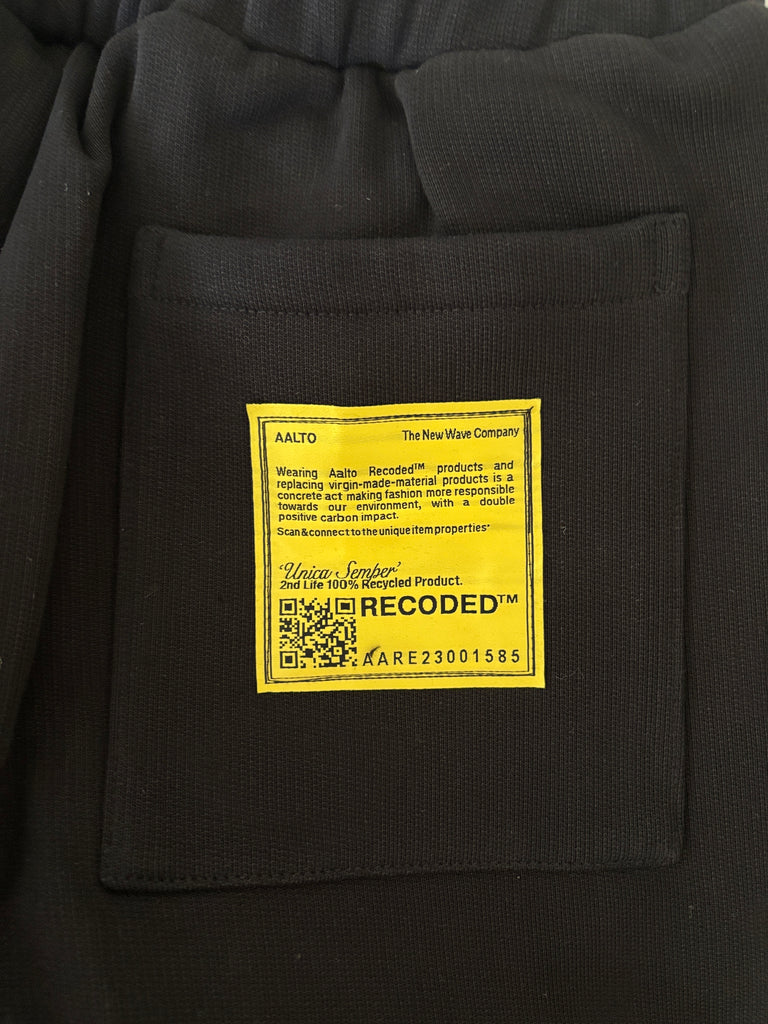 AALTO The New Wave Company
Wearing Aalto Recoded™ products and
replacing virgin-made-material products is a
concrete act making fashion more responsible
towards our environment, with a double
positive carbon impact.
Scan&connect to the unique item properties*
'Unica Semper'
2nd Life 100% Recycled Product.
RECODED™
AARE23001585